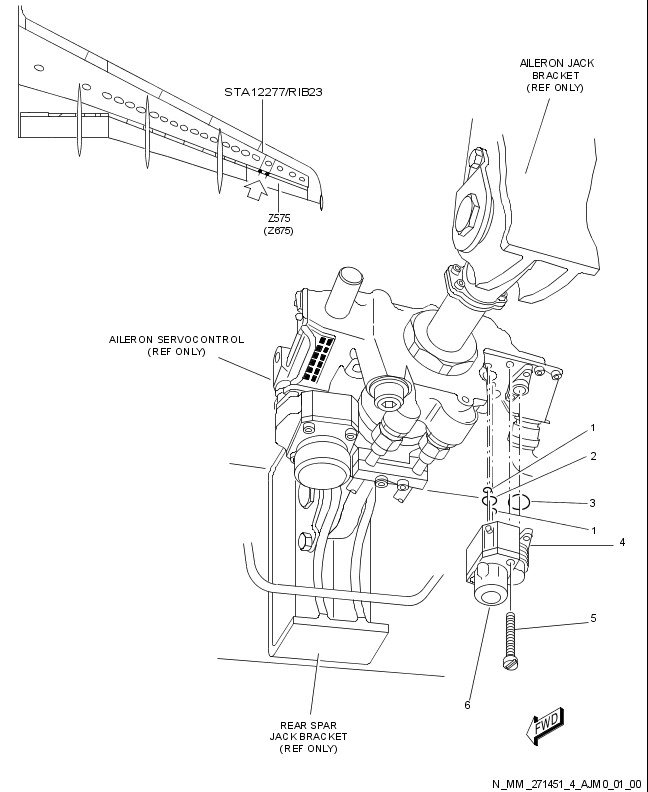 AILERON JACK
BRACKET
(REF ONLY)
STA12277/RIB23
Z575
(Z675)
AILERON SERVOCONTROL
(REF ONLY)
1
2
3
1
4
5
6
REAR SPAR
JACK BRACKET
(REF ONLY)
FWD
N_MM_271451_4_AJM0_01_00